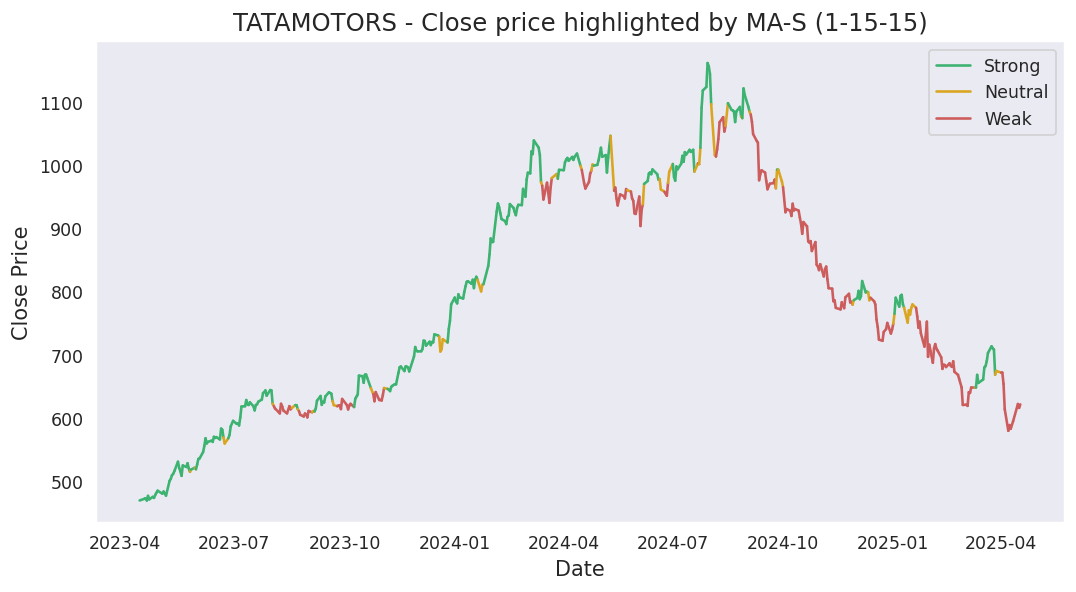 TATAMOTORS - Close price highlighted by MA-S (1-15-15)
Strong
Neutral
Weak
Close Price
1100
1000
900
800
700
600
500
2023-04
2023-07
2023-10
2024-01
2024-04
2024-07
2024-10
2025-01
2025-04
Date